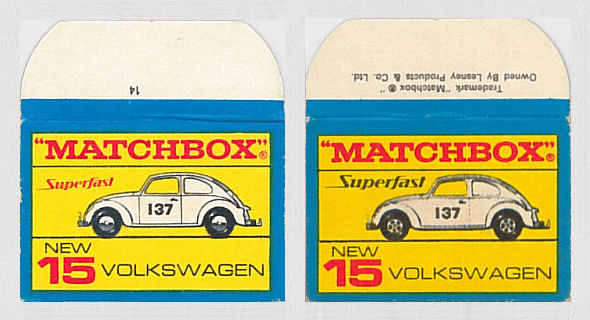 14
"MATCHBOX"®
Superfast
137
NEW
15 VOLKSWAGEN
Trademark "Matchbox ® "
Owned By Lesney Products & Co. Ltd.
"MATCHBOX"®
Superfast
137
NEW
15 VOLKSWAGEN